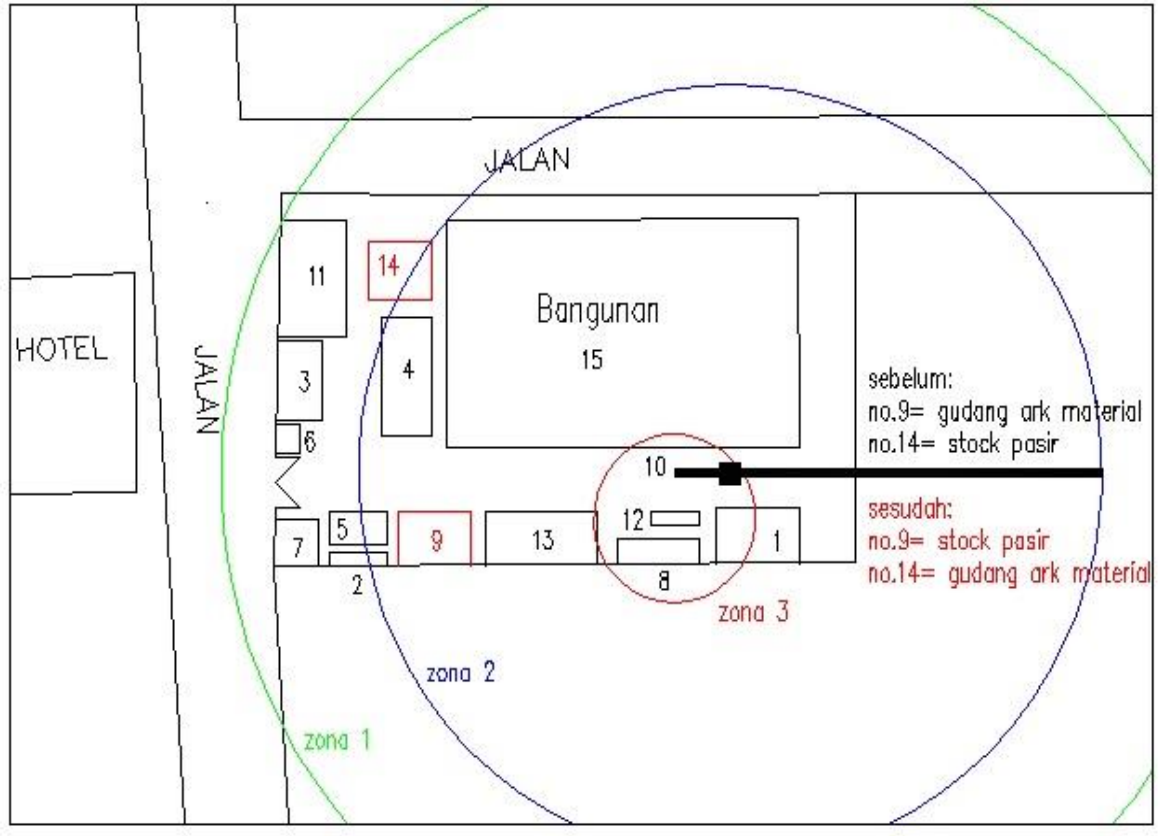 JALAN
11
14
Bangunan
15
HOTEL
JALAN
3
4
6
sebelum:
no.9= gudang ark material
no.14= stock pasir
10
7
5
2
9
13
12
8
1
sesudah:
no.9= stock pasir
no.14= gudang ark material
zona 3
zona 2
zona 1